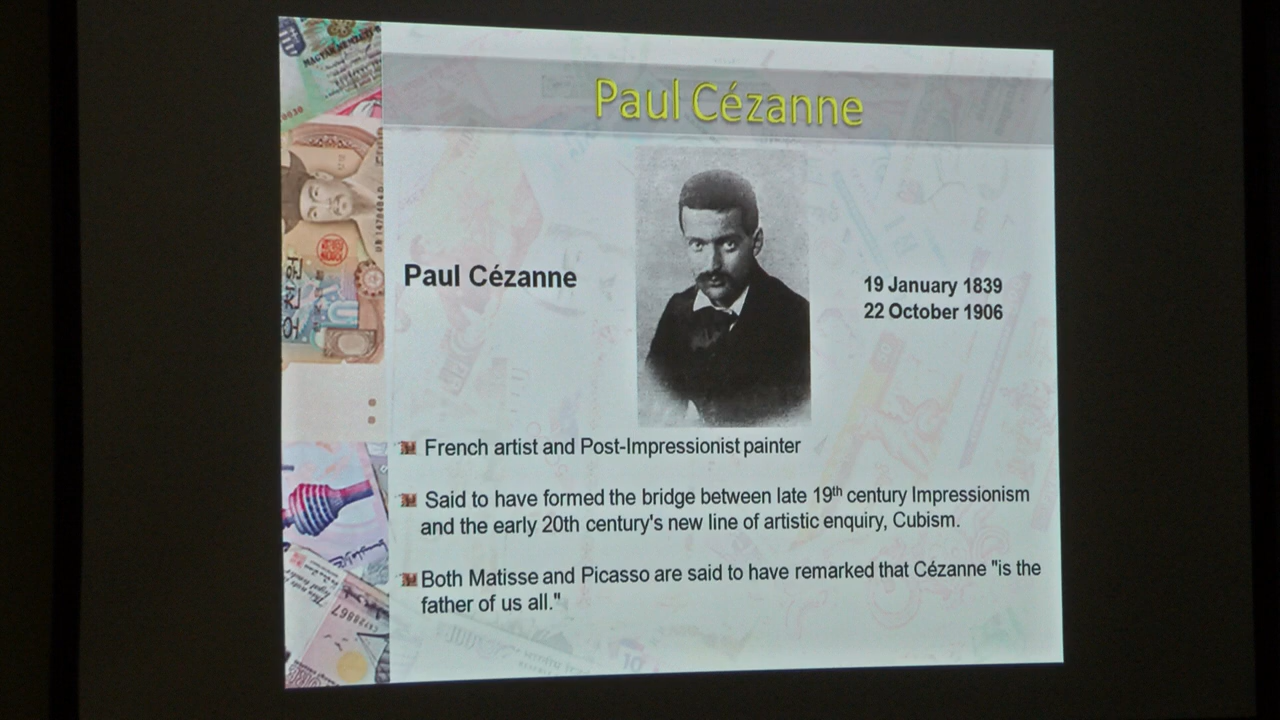 Paul Cézanne
Paul Cézanne
19 January 1839
22 October 1906
French artist and Post-Impressionist painter
Said to have formed the bridge between late 19th century Impressionism
and the early 20th century's new line of artistic enquiry, Cubism.
Both Matisse and Picasso are said to have remarked that Cézanne "is the
father of us all."